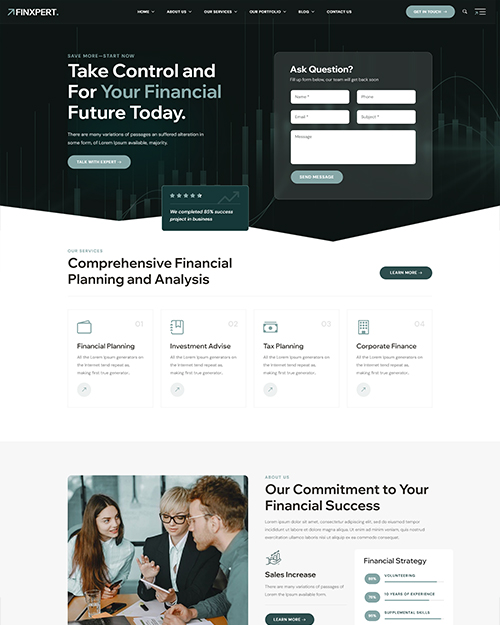 FINXPERT.
HOME
ABOUT US
OUR SERVICES
OUR PORTFOLIO
BLOG
CONTACT US
GET IN TOUCH →
SAVE MORE—START NOW
Take Control and
For Your Financial
Future Today.
There are many variations of passages an suffered alteration in
some form, of Lorem Ipsum available, majority.
TALK WITH EXPERT →
Ask Question?
Fill up form below, our team will get back soon
Name *
Phone
Email *
Subject *
Message
SEND MESSAGE
We completed 85% success
project in business
OUR SERVICES
Comprehensive Financial
Planning and Analysis
LEARN MORE →
01
Financial Planning
All the Lorem Ipsum generators on
the Internet tend repeat as,
making first true generator.
02
Investment Advise
All the Lorem Ipsum generators on
the Internet tend repeat as,
making first true generator.
03
Tax Planning
All the Lorem Ipsum generators on
the Internet tend repeat as,
making first true generator.
04
Corporate Finance
All the Lorem Ipsum generators on
the Internet tend repeat as,
making first true generator.
ABOUT US
Our Commitment to Your
Financial Success
Lorem ipsum dolor sit amet, consectetur adipiscing elit, sed do eiusmod tempor
incididunt ut labore et dolore magna aliqua. Ut enim ad minim veniam, quis nostrud
exercitation ullamco laboris nisi ut aliquip ex ea commodo consequat.
Sales Increase
There are many variations of passages of
Lorem the Ipsum available form.
LEARN MORE →
Financial Strategy
90%
VOLUNTEERING
70%
10 YEARS OF EXPERIENCE
90%
SUPPLEMENTAL SKILLS